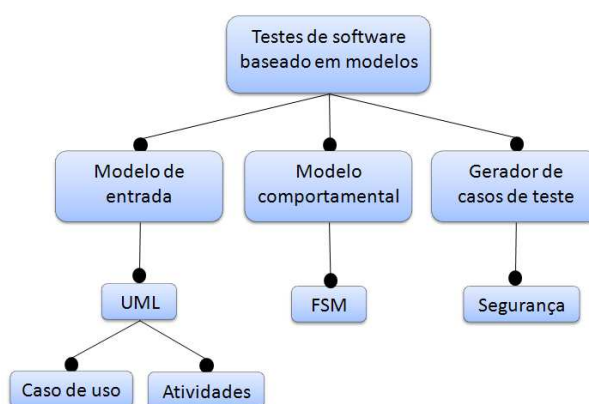 Testes de software
baseado em modelos
Modelo de
entrada
Modelo
comportamental
Gerador de
casos de teste
UML
FSM
Segurança
Caso de uso
Atividades